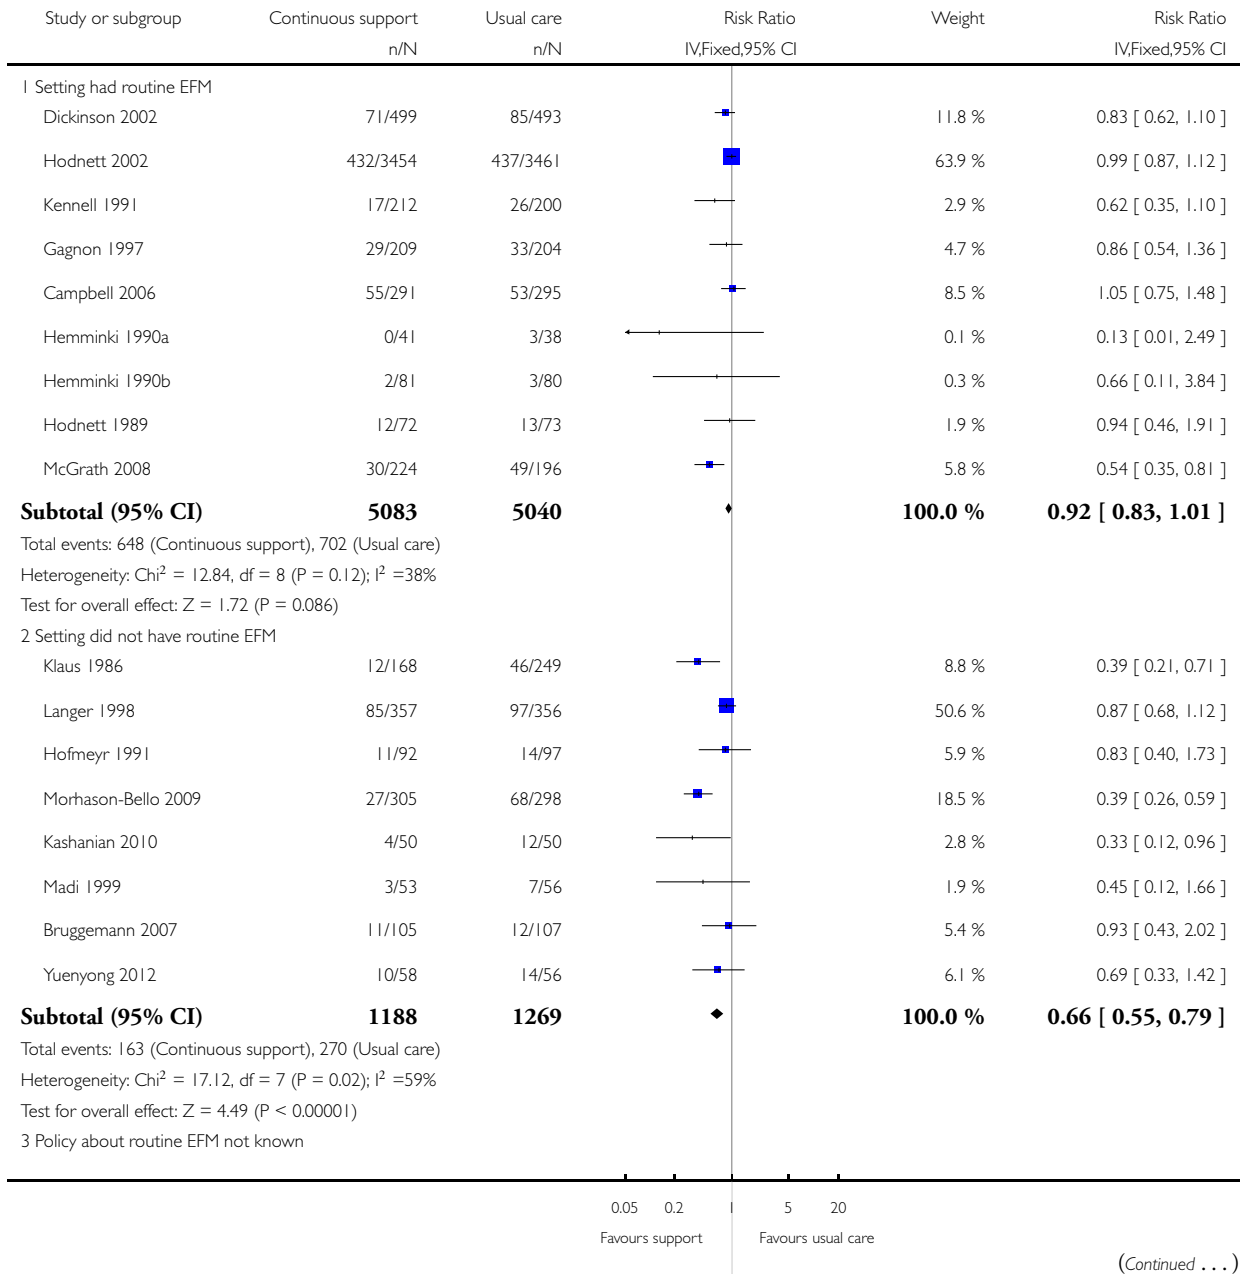 Study or subgroup Continuous support Usual care Risk Ratio Weight Risk Ratio
n/N n/N IV,Fixed,95% CI IV,Fixed,95% CI
1 Setting had routine EFM
Dickinson 2002 71/499 85/493 11.8 % 0.83 [ 0.62, 1.10 ]
Hodnett 2002 432/3454 437/3461 63.9 % 0.99 [ 0.87, 1.12 ]
Kennell 1991 17/212 26/200 2.9 % 0.62 [ 0.35, 1.10 ]
Gagnon 1997 29/209 33/204 4.7 % 0.86 [ 0.54, 1.36 ]
Campbell 2006 55/291 53/295 8.5 % 1.05 [ 0.75, 1.48 ]
Hemminki 1990a 0/41 3/38 0.1 % 0.13 [ 0.01, 2.49 ]
Hemminki 1990b 2/81 3/80 0.3 % 0.66 [ 0.11, 3.84 ]
Hodnett 1989 12/72 13/73 1.9 % 0.94 [ 0.46, 1.91 ]
McGrath 2008 30/224 49/196 5.8 % 0.54 [ 0.35, 0.81 ]
Subtotal (95% CI) 5083 5040 100.0 % 0.92 [ 0.83, 1.01 ]
Total events: 648 (Continuous support), 702 (Usual care)
Heterogeneity: Chi² = 12.84, df = 8 (P = 0.12); I² =38%
Test for overall effect: Z = 1.72 (P = 0.086)
2 Setting did not have routine EFM
Klaus 1986 12/168 46/249 8.8 % 0.39 [ 0.21, 0.71 ]
Langer 1998 85/357 97/356 50.6 % 0.87 [ 0.68, 1.12 ]
Hofmeyr 1991 11/92 14/97 5.9 % 0.83 [ 0.40, 1.73 ]
Morhason-Bello 2009 27/305 68/298 18.5 % 0.39 [ 0.26, 0.59 ]
Kashanian 2010 4/50 12/50 2.8 % 0.33 [ 0.12, 0.96 ]
Madi 1999 3/53 7/56 1.9 % 0.45 [ 0.12, 1.66 ]
Bruggemann 2007 11/105 12/107 5.4 % 0.93 [ 0.43, 2.02 ]
Yuenyong 2012 10/58 14/56 6.1 % 0.69 [ 0.33, 1.42 ]
Subtotal (95% CI) 1188 1269 100.0 % 0.66 [ 0.55, 0.79 ]
Total events: 163 (Continuous support), 270 (Usual care)
Heterogeneity: Chi² = 17.12, df = 7 (P = 0.02); I² =59%
Test for overall effect: Z = 4.49 (P < 0.00001)
3 Policy about routine EFM not known
0.05 0.2 1 5 20
Favours support Favours usual care
(Continued . . . )